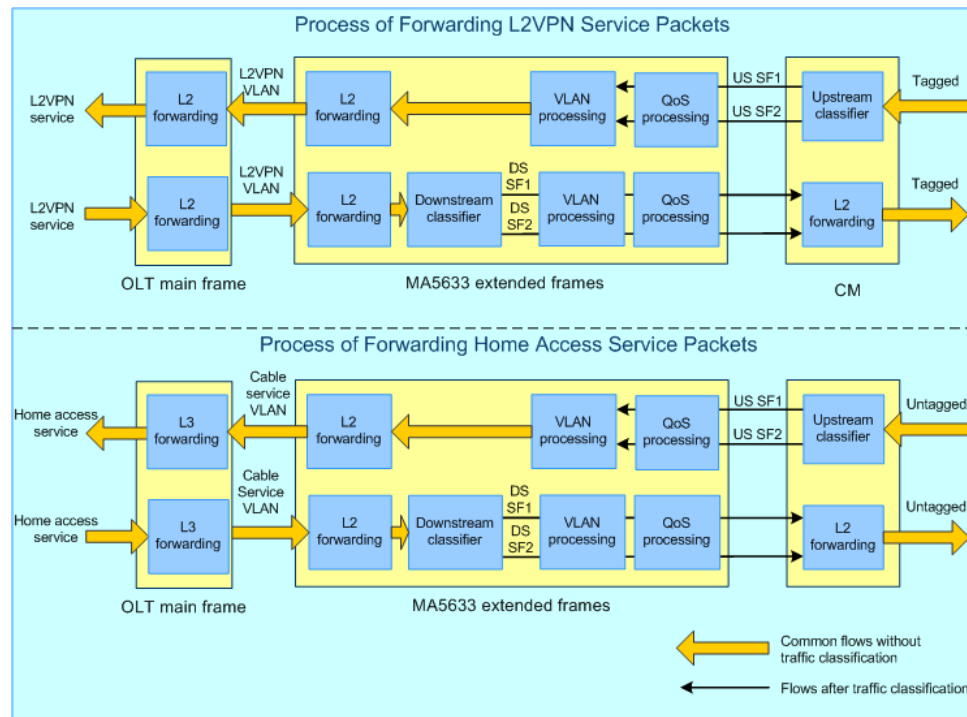 Process of Forwarding L2VPN Service Packets
L2VPN
service
L2
forwarding
L2VPN
VLAN
L2
forwarding
VLAN
processing
QoS
processing
US SF1
US SF2
Upstream
classifier
Tagged
L2VPN
service
L2
forwarding
L2VPN
VLAN
L2
forwarding
Downstream
classifier
DS
SF1
DS
SF2
VLAN
processing
QoS
processing
L2
forwarding
Tagged
OLT main frame
MA5633 extended frames
CM
Process of Forwarding Home Access Service Packets
Home access
service
L3
forwarding
Cable
service
VLAN
L2
forwarding
VLAN
processing
QoS
processing
US SF1
US SF2
Upstream
classifier
Untagged
Home access
service
L3
forwarding
Cable
Service
VLAN
L2
forwarding
Downstream
classifier
DS
SF1
DS
SF2
VLAN
processing
QoS
processing
L2
forwarding
Untagged
OLT main frame
MA5633 extended frames
Common flows without
traffic classification
Flows after traffic classification